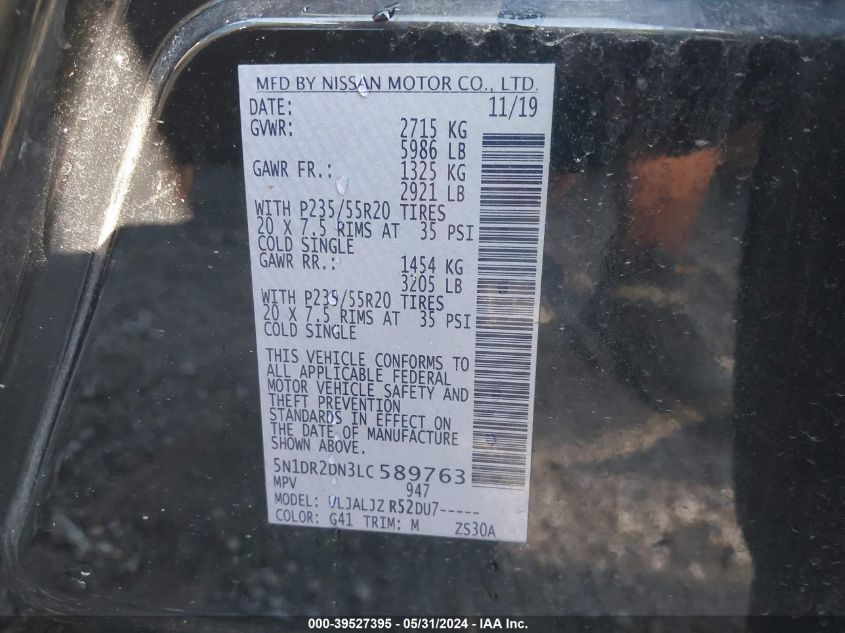 MFD BY NISSAN MOTOR CO., LTD.
DATE: 11/19
GVWR: 2715 KG
5986 LB
GAWR FR.: 1325 KG
2921 LB
WITH P235/55R20 TIRES
20 X 7.5 RIMS AT 35 PSI
COLD SINGLE
GAWR RR.: 1454 KG
3205 LB
WITH P235/55R20 TIRES
20 X 7.5 RIMS AT 35 PSI
COLD SINGLE
THIS VEHICLE CONFORMS TO
ALL APPLICABLE FEDERAL
MOTOR VEHICLE SAFETY AND
THEFT PREVENTION
STANDARDS IN EFFECT ON
THE DATE OF MANUFACTURE
SHOWN ABOVE.
5N1DR2DN3LC589763
MPV 947
MODEL: VLJALJZ R52DU7-----
COLOR: G41 TRIM: M ZS30A
000-39527395 - 05/31/2024 - IAA Inc.